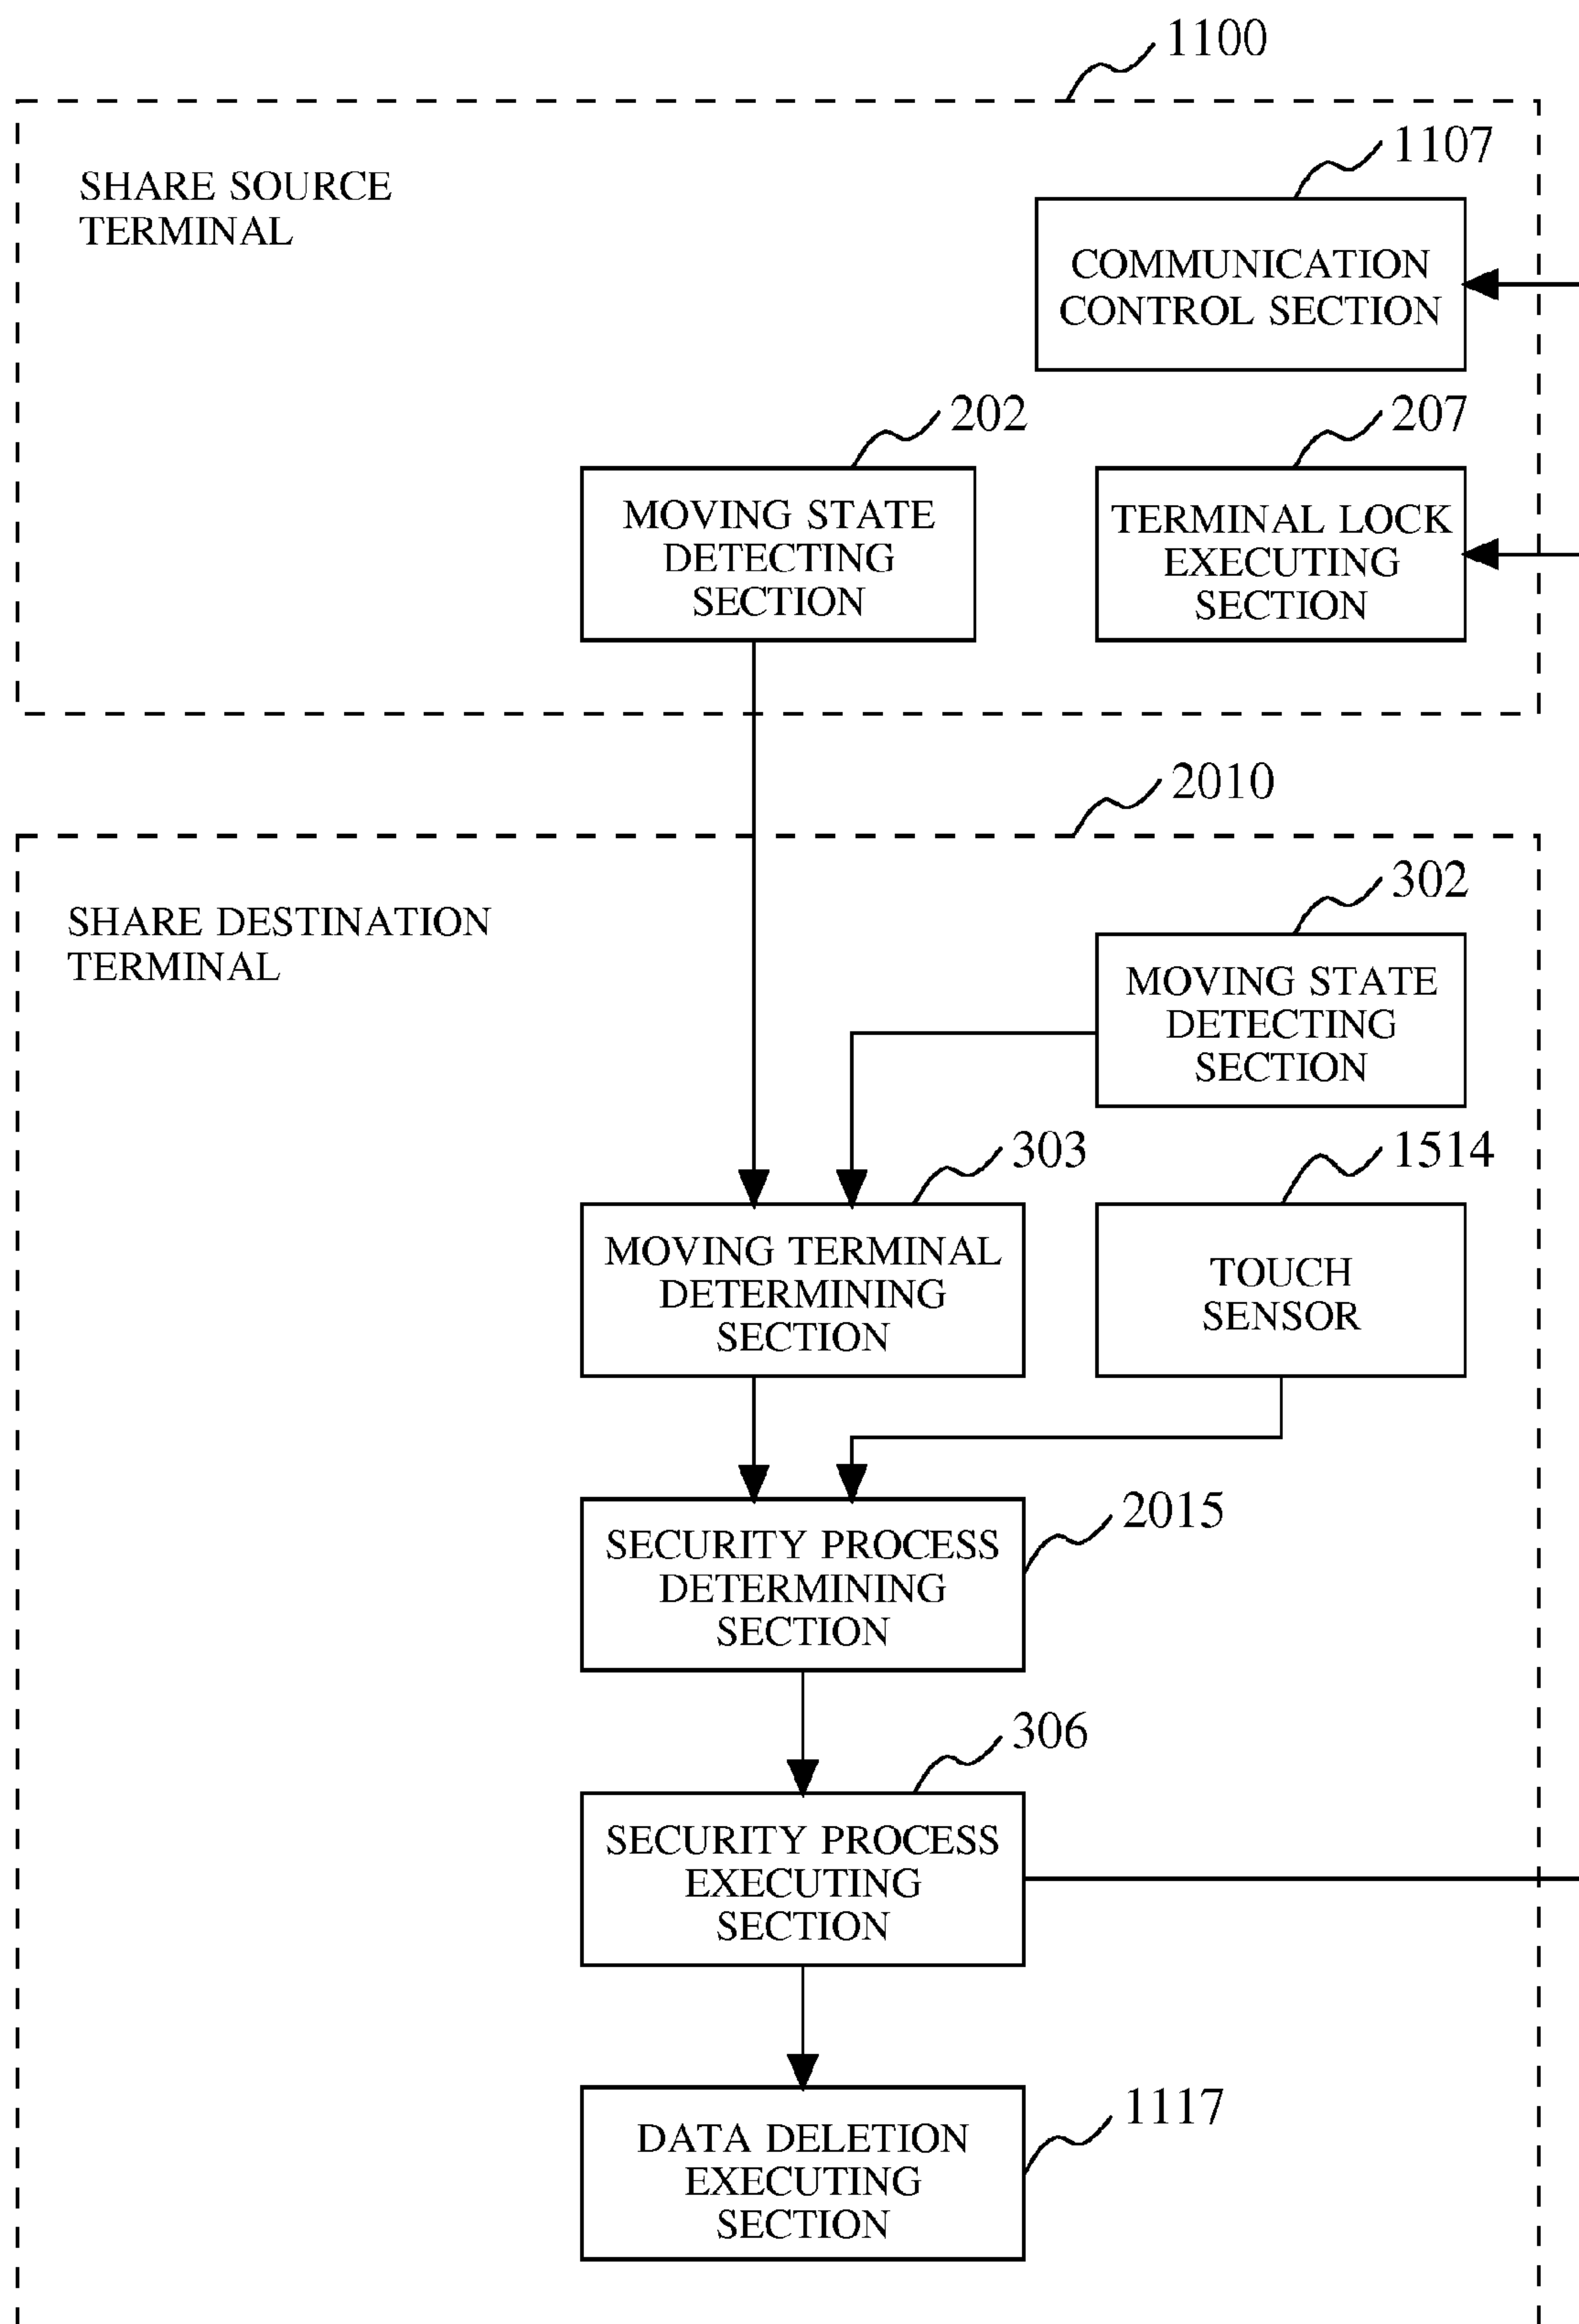 1100
SHARE SOURCE
TERMINAL
1107
COMMUNICATION
CONTROL SECTION
202
MOVING STATE
DETECTING
SECTION
207
TERMINAL LOCK
EXECUTING
SECTION
2010
SHARE DESTINATION
TERMINAL
302
MOVING STATE
DETECTING
SECTION
303
MOVING TERMINAL
DETERMINING
SECTION
1514
TOUCH
SENSOR
2015
SECURITY PROCESS
DETERMINING
SECTION
306
SECURITY PROCESS
EXECUTING
SECTION
1117
DATA DELETION
EXECUTING
SECTION